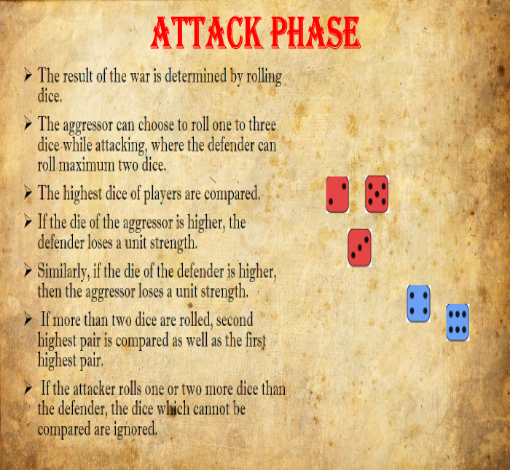 ATTACK PHASE
➢ The result of the war is determined by rolling
dice.
➢ The aggressor can choose to roll one to three
dice while attacking, where the defender can
roll maximum two dice.
➢ The highest dice of players are compared.
➢ If the die of the aggressor is higher, the
defender loses a unit strength.
➢ Similarly, if the die of the defender is higher,
then the aggressor loses a unit strength.
➢ If more than two dice are rolled, second
highest pair is compared as well as the first
highest pair.
➢ If the attacker rolls one or two more dice than
the defender, the dice which cannot be
compared are ignored.